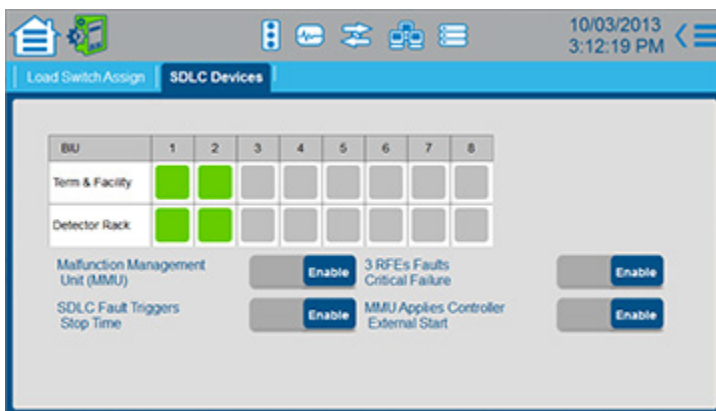 10/03/2013
3:12:19 PM
Load Switch Assign
SDLC Devices
BIU 1 2 3 4 5 6 7 8
Term & Facility
Detector Rack
Malfunction Management
Unit (MMU)
Enable
3 RFEs Faults
Critical Failure
Enable
SDLC Fault Triggers
Stop Time
Enable
MMU Applies Controller
External Start
Enable